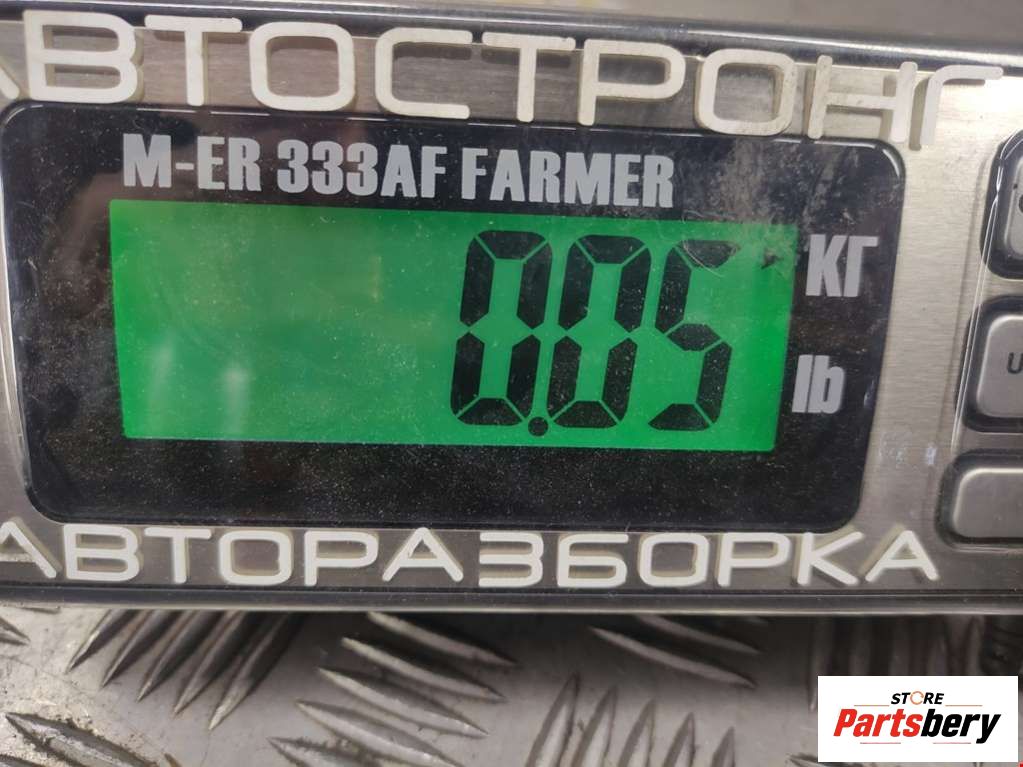 АВТОСТРОНГ
M-ER 333AF FARMER
0.05
КГ
lb
АВТОРАЗБОРКА
STORE
Partsbery